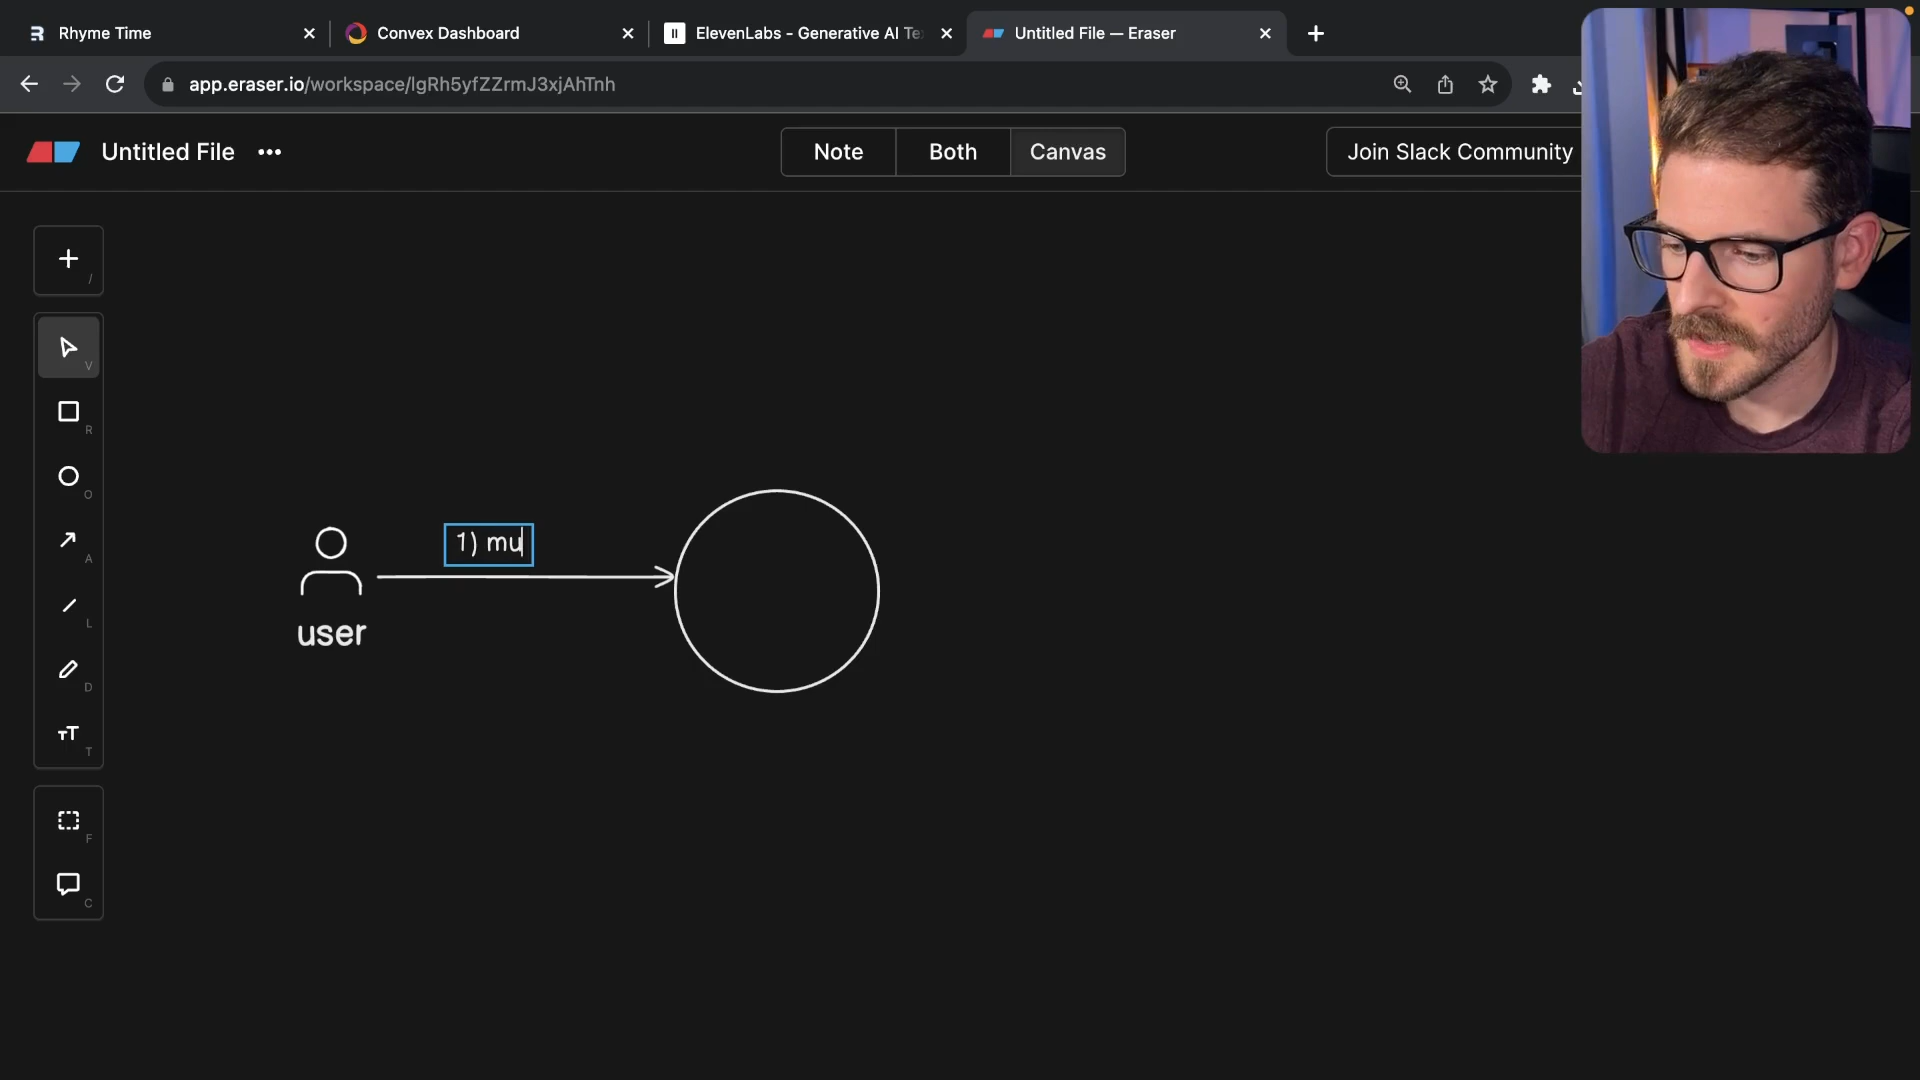 Rhyme Time
Convex Dashboard
ElevenLabs - Generative AI Te
Untitled File — Eraser
app.eraser.io/workspace/lgRh5yfZZrmJ3xjAhTnh
Untitled File
Note
Both
Canvas
Join Slack Community
/
V
R
O
A
L
D
T
F
C
1) mu
user